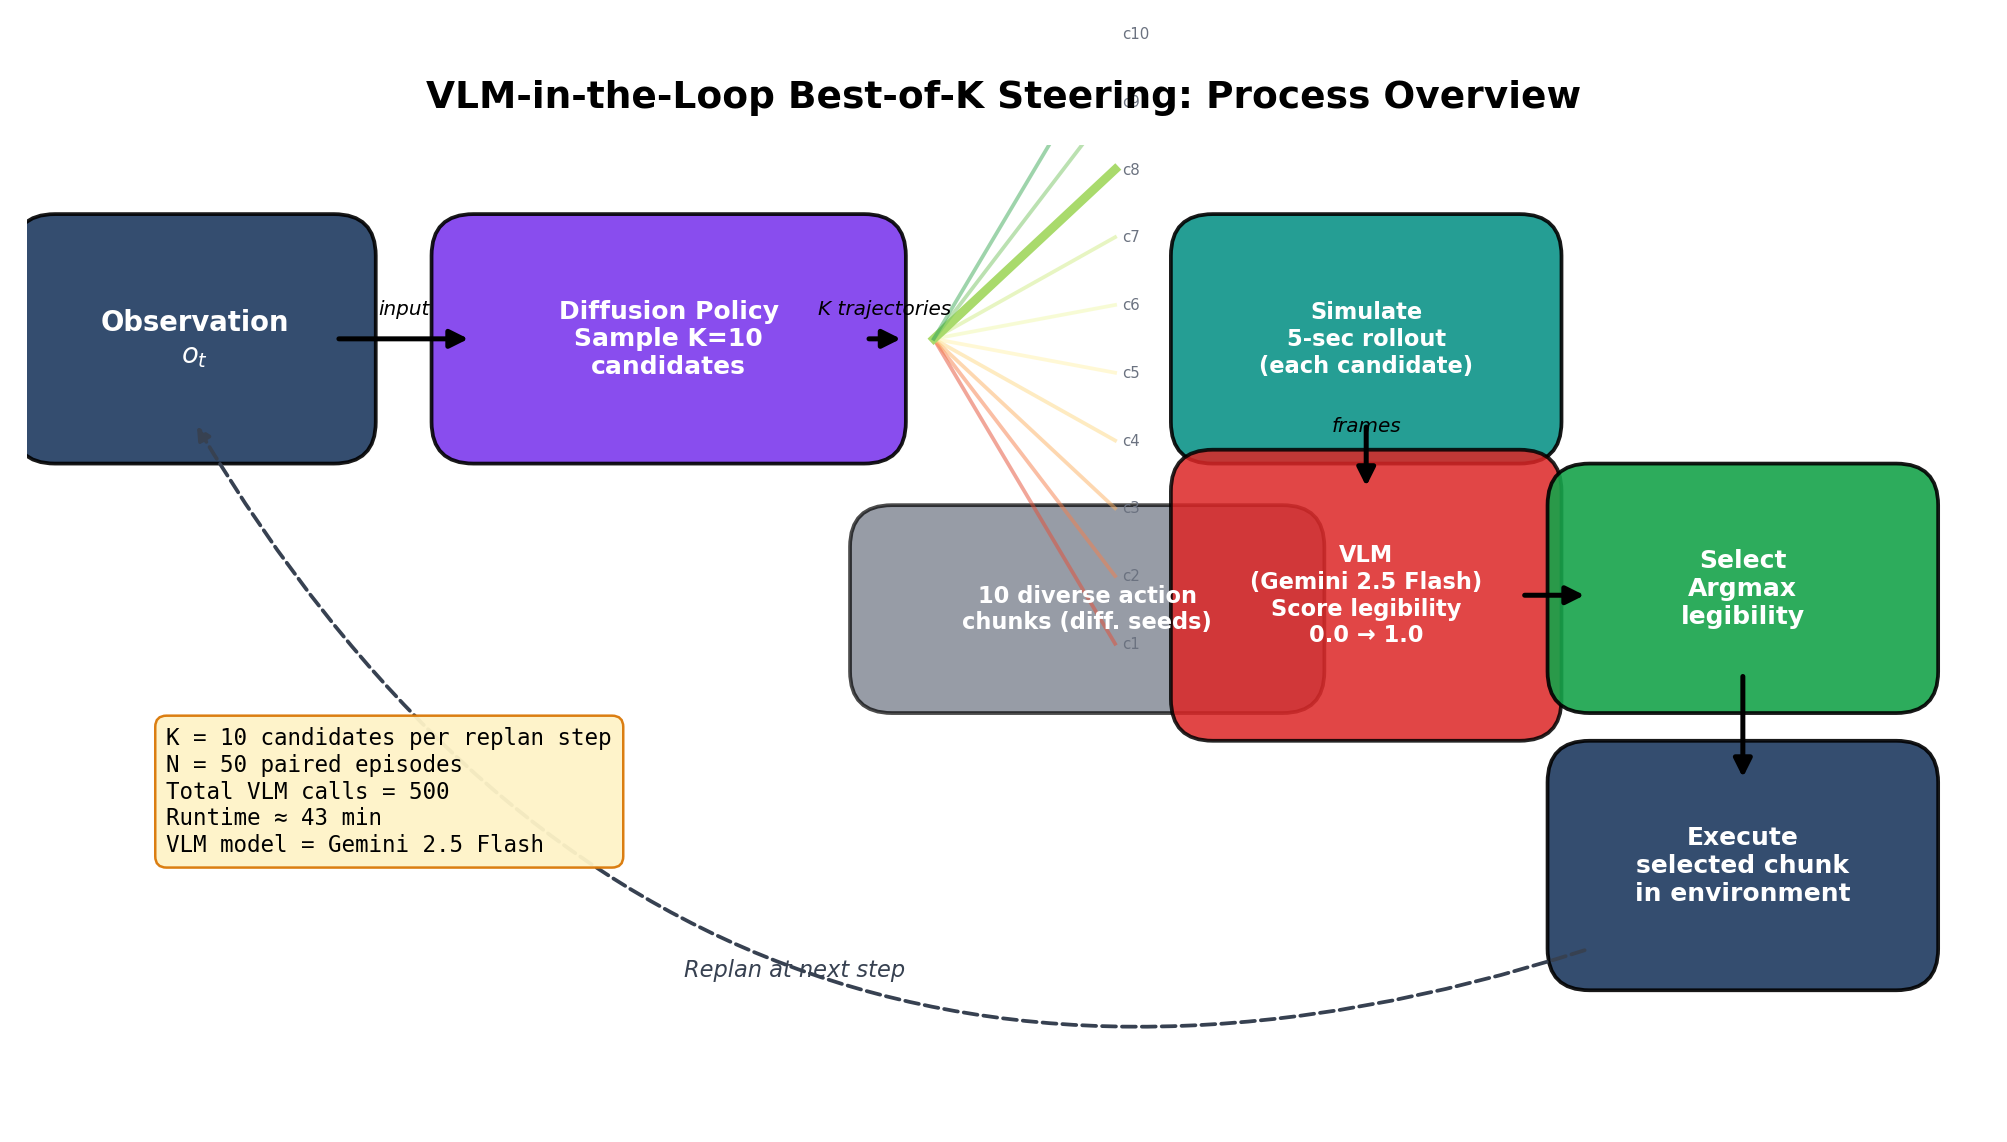 c10
VLM-in-the-Loop Best-of-K Steering: Process Overview
c9
c8
c7
c6
c5
c4
c3
c2
c1
Observation
o_t
input
Diffusion Policy
Sample K=10
candidates
K trajectories
Simulate
5-sec rollout
(each candidate)
frames
10 diverse action
chunks (diff. seeds)
VLM
(Gemini 2.5 Flash)
Score legibility
0.0 → 1.0
Select
Argmax
legibility
Execute
selected chunk
in environment
K = 10 candidates per replan step
N = 50 paired episodes
Total VLM calls = 500
Runtime ≈ 43 min
VLM model = Gemini 2.5 Flash
Replan at next step